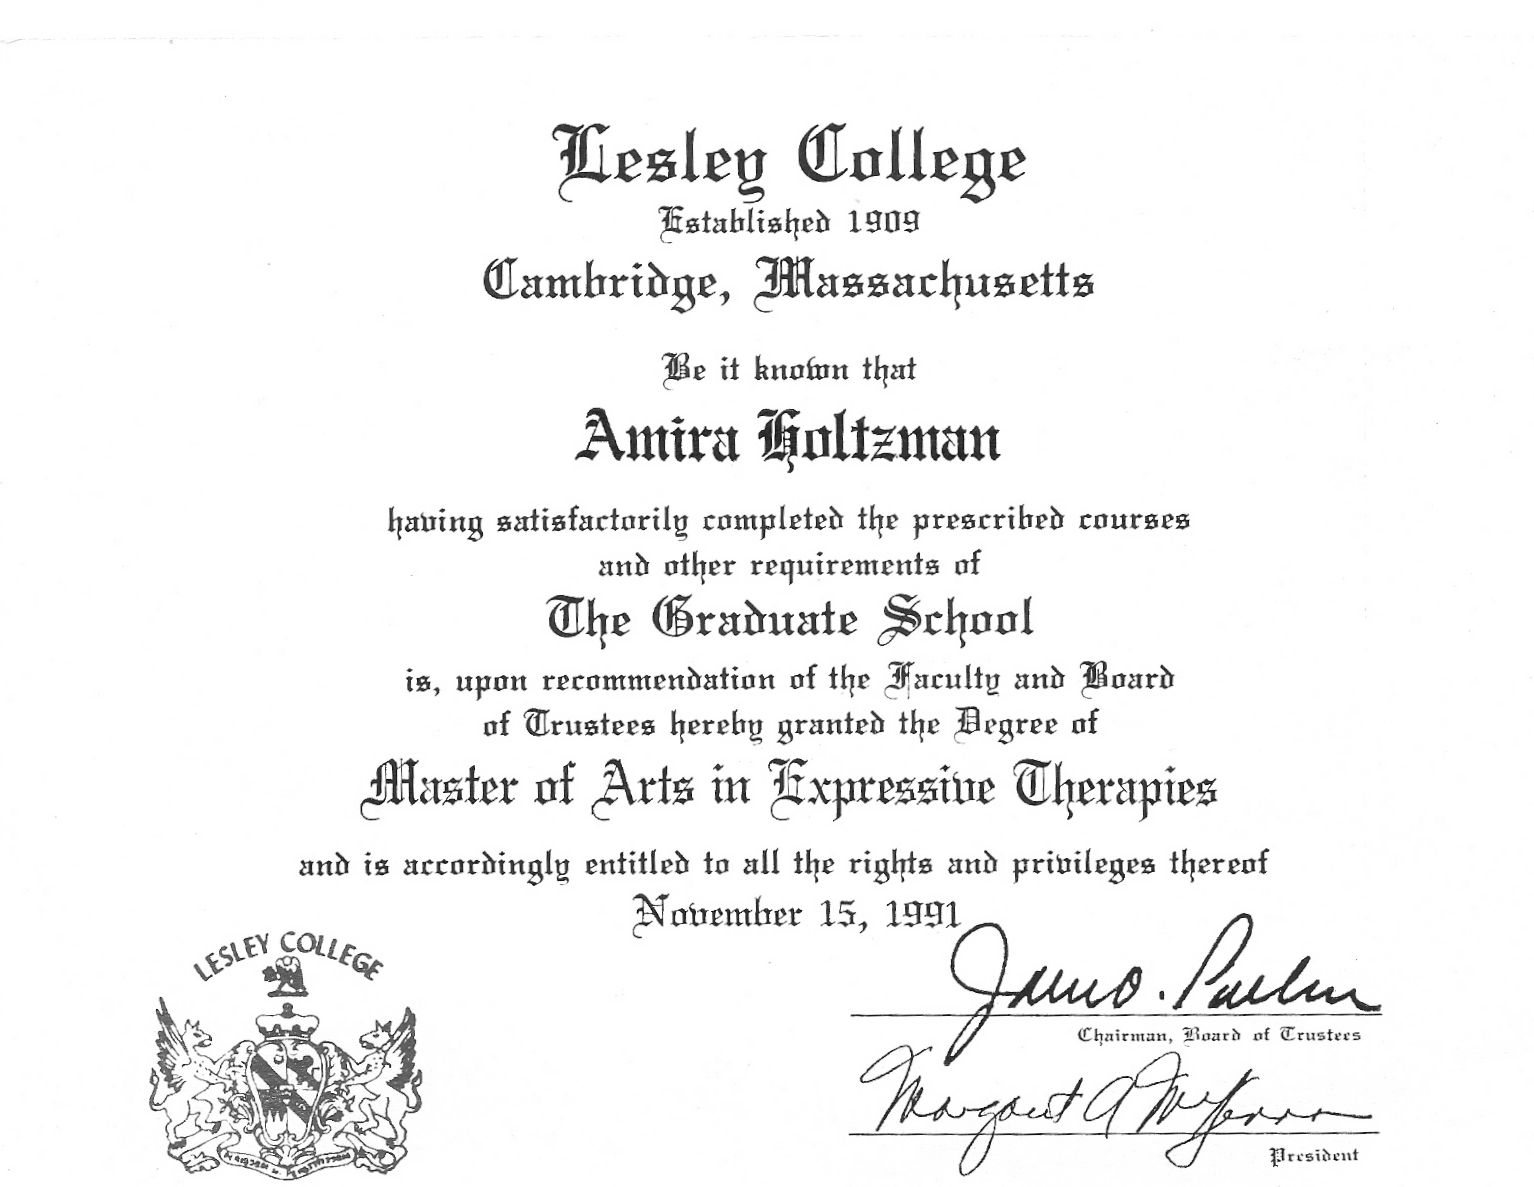 Lesley College
Established 1909
Cambridge, Massachusetts
Be it known that
Amira Holtzman
having satisfactorily completed the prescribed courses
and other requirements of
The Graduate School
is, upon recommendation of the Faculty and Board
of Trustees hereby granted the Degree of
Master of Arts in Expressive Therapies
and is accordingly entitled to all the rights and privileges thereof
November 15, 1991
LESLEY COLLEGE
Chairman, Board of Trustees
Margaret A. McKenna
President